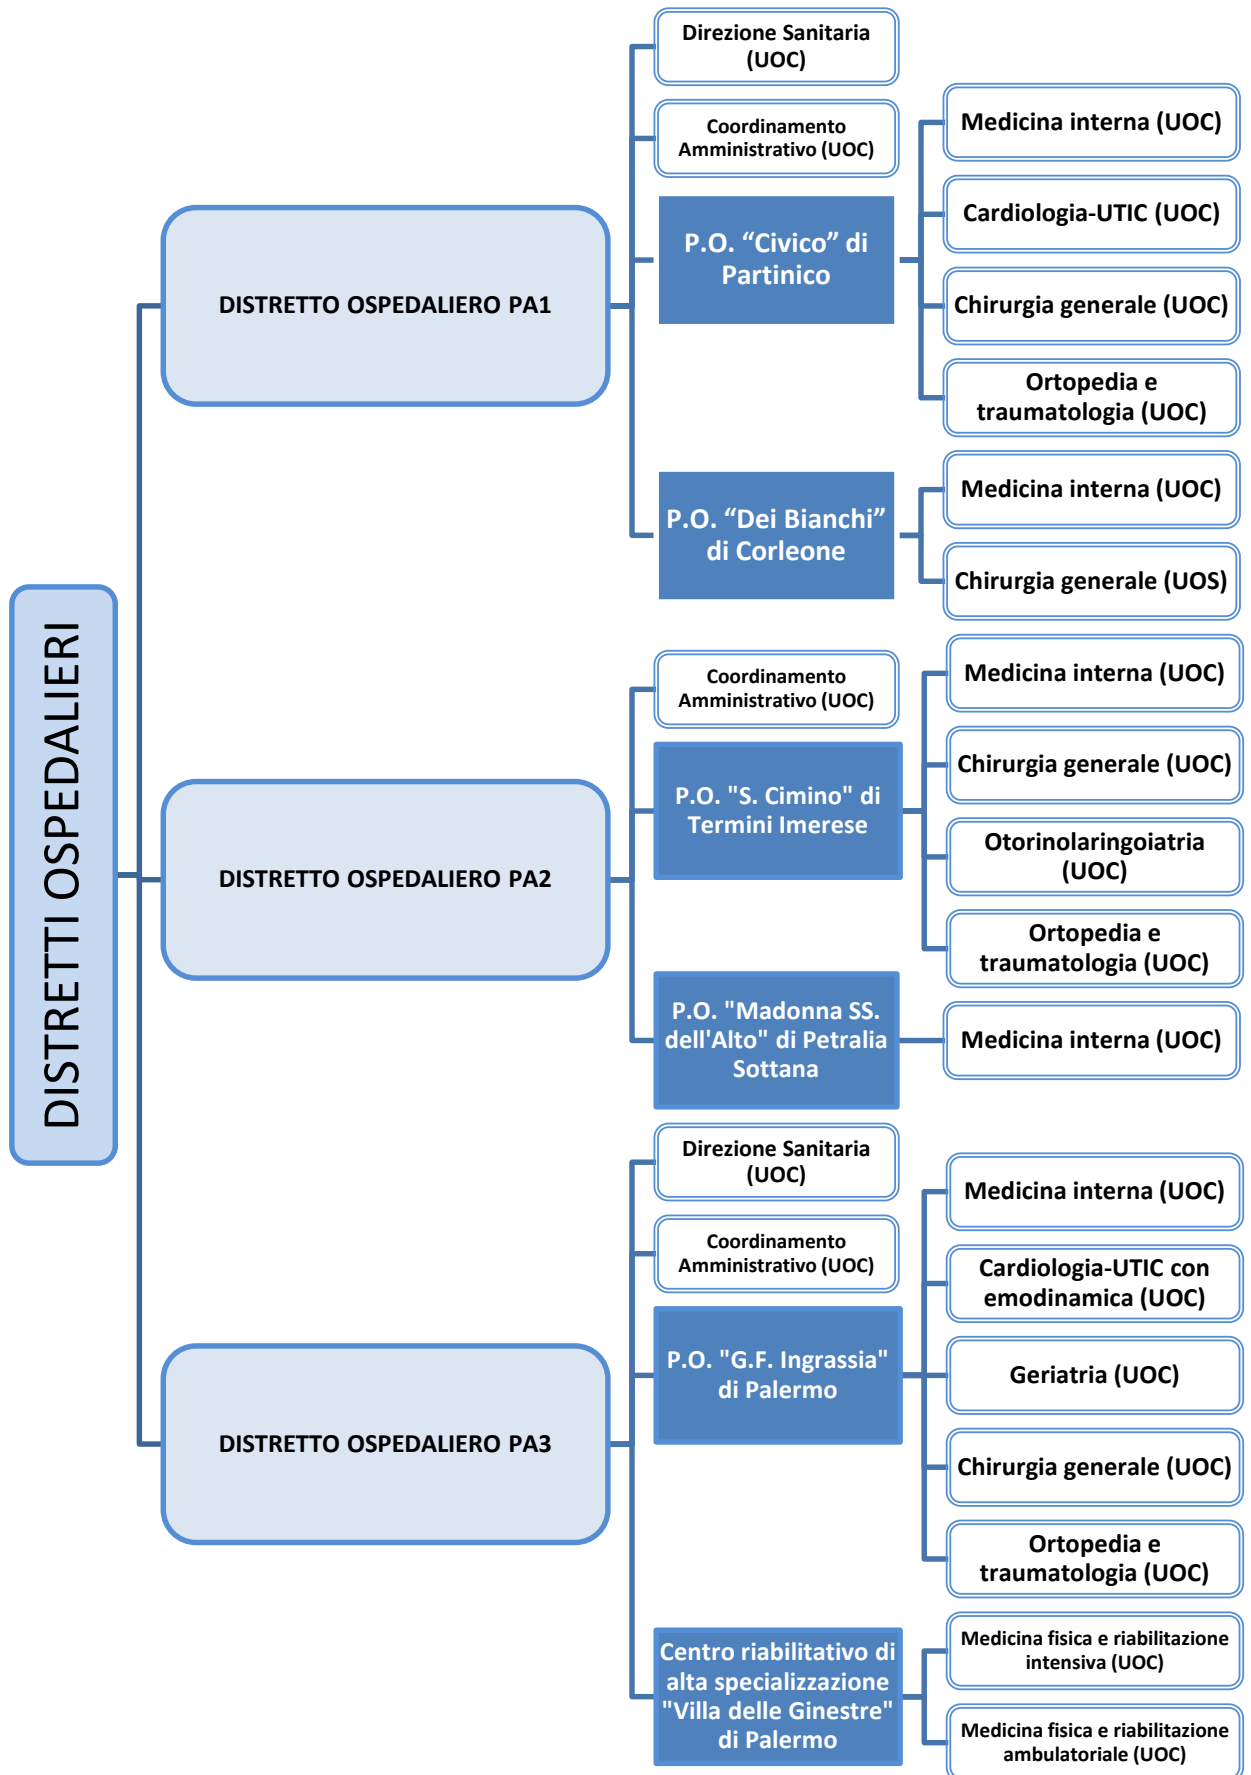 DISTRETTI OSPEDALIERI
DISTRETTO OSPEDALIERO PA1
Direzione Sanitaria
(UOC)
Coordinamento
Amministrativo (UOC)
P.O. “Civico” di
Partinico
Medicina interna (UOC)
Cardiologia-UTIC (UOC)
Chirurgia generale (UOC)
Ortopedia e
traumatologia (UOC)
P.O. “Dei Bianchi”
di Corleone
Medicina interna (UOC)
Chirurgia generale (UOS)
DISTRETTO OSPEDALIERO PA2
Coordinamento
Amministrativo (UOC)
P.O. "S. Cimino" di
Termini Imerese
Medicina interna (UOC)
Chirurgia generale (UOC)
Otorinolaringoiatria
(UOC)
Ortopedia e
traumatologia (UOC)
P.O. "Madonna SS.
dell'Alto" di Petralia
Sottana
Medicina interna (UOC)
DISTRETTO OSPEDALIERO PA3
Direzione Sanitaria
(UOC)
Coordinamento
Amministrativo (UOC)
P.O. "G.F. Ingrassia"
di Palermo
Medicina interna (UOC)
Cardiologia-UTIC con
emodinamica (UOC)
Geriatria (UOC)
Chirurgia generale (UOC)
Ortopedia e
traumatologia (UOC)
Centro riabilitativo di
alta specializzazione
"Villa delle Ginestre"
di Palermo
Medicina fisica e riabilitazione
intensiva (UOC)
Medicina fisica e riabilitazione
ambulatoriale (UOC)